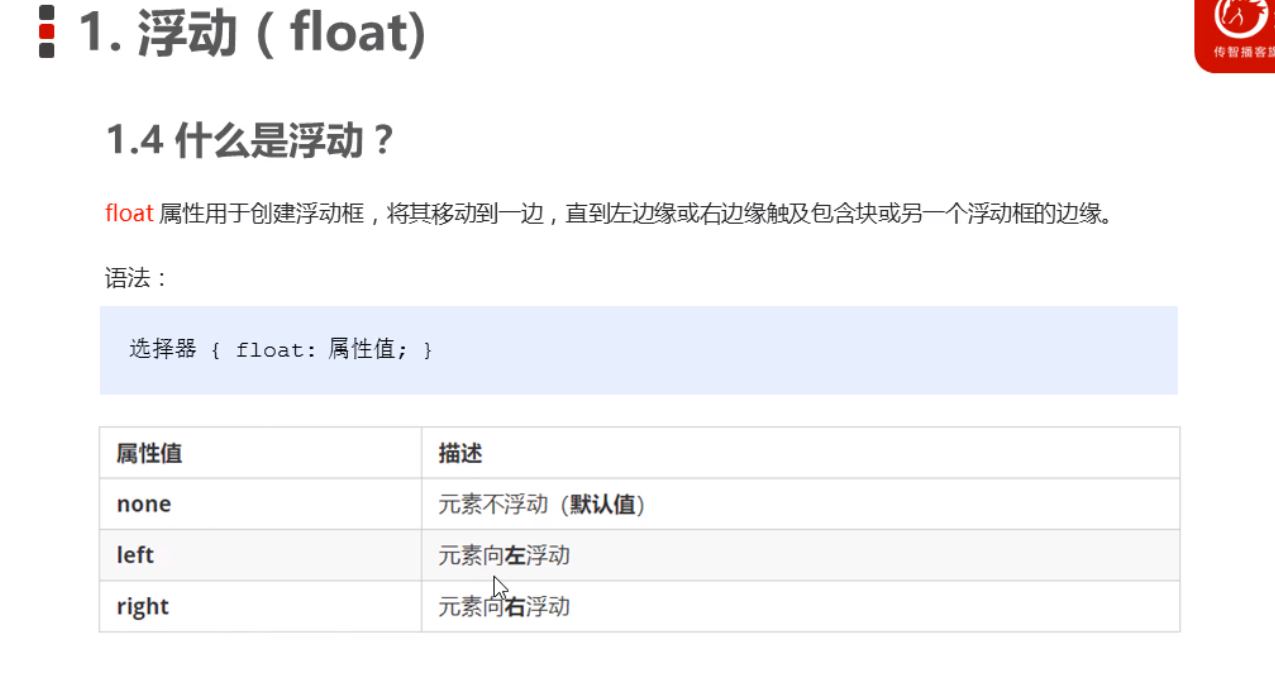 1. 浮动 ( float)
传智播客旗
1.4 什么是浮动？
float 属性用于创建浮动框，将其移动到一边，直到左边缘或右边缘触及包含块或另一个浮动框的边缘。
语法：
选择器 { float: 属性值; }
属性值 描述
none 元素不浮动（默认值）
left 元素向左浮动
right 元素向右浮动